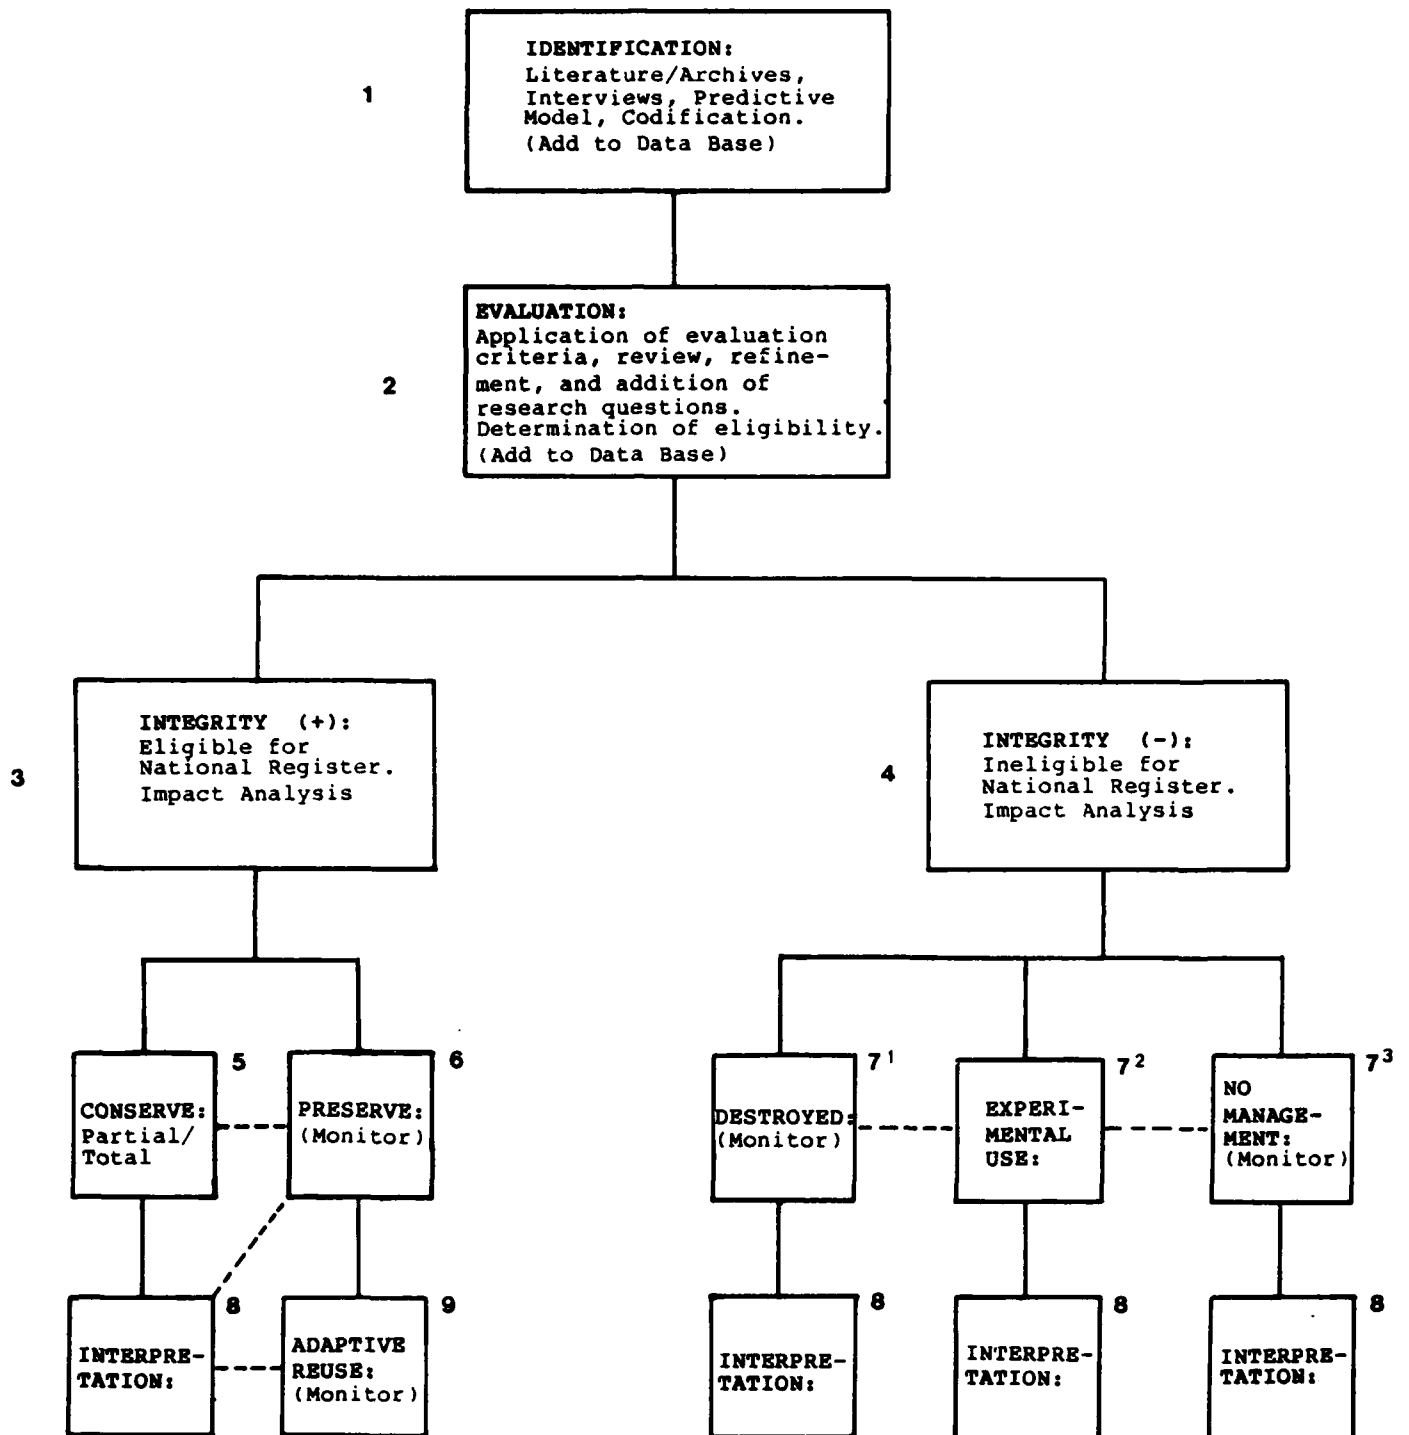 1
IDENTIFICATION:
Literature/Archives,
Interviews, Predictive
Model, Codification.
(Add to Data Base)
2
EVALUATION:
Application of evaluation
criteria, review, refine-
ment, and addition of
research questions.
Determination of eligibility.
(Add to Data Base)
3
INTEGRITY (+):
Eligible for
National Register.
Impact Analysis
4
INTEGRITY (-):
Ineligible for
National Register.
Impact Analysis
5
CONSERVE:
Partial/
Total
6
PRESERVE:
(Monitor)
7¹
DESTROYED:
(Monitor)
7²
EXPERI-
MENTAL
USE:
7³
NO
MANAGE-
MENT:
(Monitor)
8
INTERPRE-
TATION:
9
ADAPTIVE
REUSE:
(Monitor)
8
INTERPRE-
TATION:
8
INTERPRE-
TATION:
8
INTERPRE-
TATION: